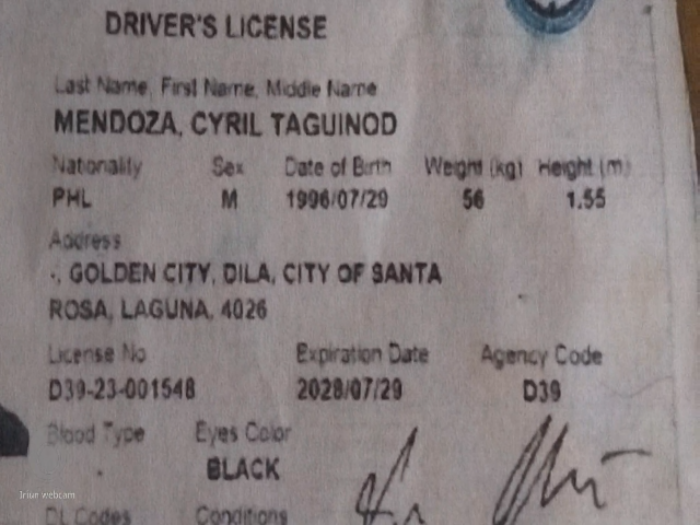 DRIVER'S LICENSE
Last Name, First Name, Middle Name
MENDOZA, CYRIL TAGUINOD
Nationality Sex Date of Birth Weight (kg) Height (m)
PHL M 1996/07/29 56 1.55
Address
., GOLDEN CITY, DILA, CITY OF SANTA
ROSA, LAGUNA, 4026
License No Expiration Date Agency Code
D39-23-001548 2028/07/29 D39
Blood Type Eyes Color
. BLACK
DL Codes Conditions
Iriun webcam